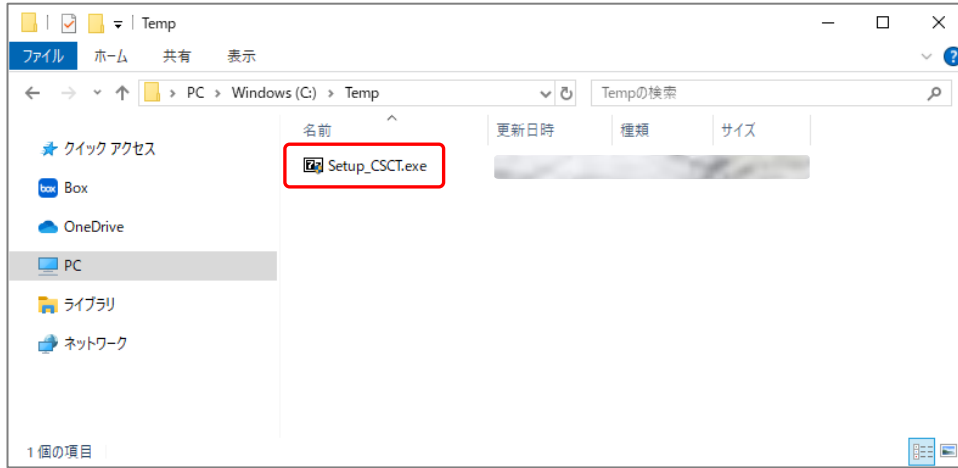 Temp
ファイル ホーム 共有 表示
PC > Windows (C:) > Temp Tempの検索
名前 更新日時 種類 サイズ
Setup_CSCT.exe
クイック アクセス
box Box
OneDrive
PC
ライブラリ
ネットワーク
1 個の項目